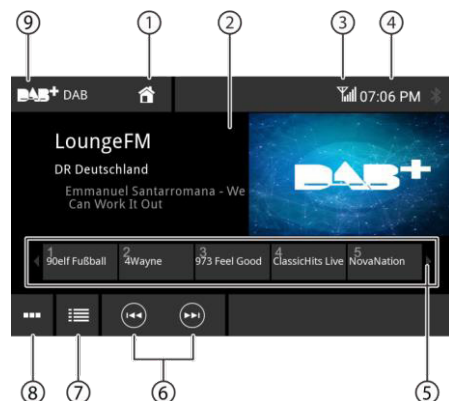 9 1 2 3 4
DAB+ DAB 07:06 PM
LoungeFM
DR Deutschland
Emmanuel Santarromana - We
Can Work It Out
DAB+
1 2 3 4 5
90elf Fußball 4Wayne 973 Feel Good ClassicHits Live NovaNation
8 7 6 5